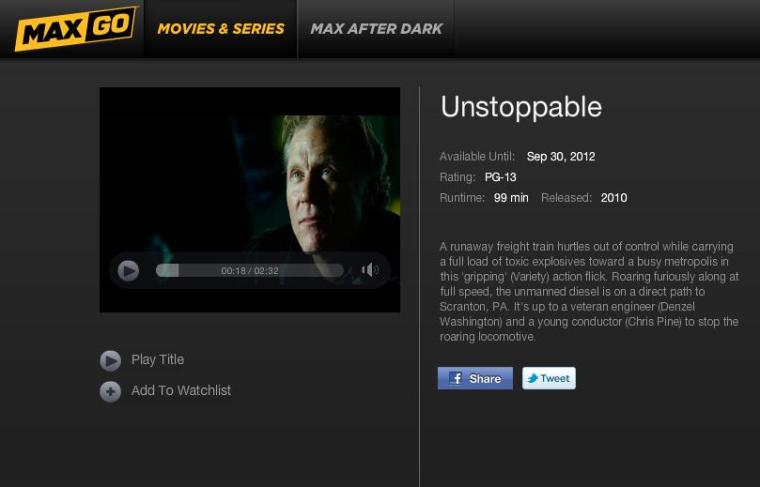 MAX GO
MOVIES & SERIES
MAX AFTER DARK
Unstoppable
Available Until: Sep 30, 2012
Rating: PG-13
Runtime: 99 min Released: 2010
00:18 / 02:32
A runaway freight train hurtles out of control while carrying
a full load of toxic explosives toward a busy metropolis in
this 'gripping' (Variety) action flick. Roaring furiously along at
full speed, the unmanned diesel is on a direct path to
Scranton, PA. It's up to a veteran engineer (Denzel
Washington) and a young conductor (Chris Pine) to stop the
roaring locomotive.
Play Title
Add To Watchlist
f Share
Tweet